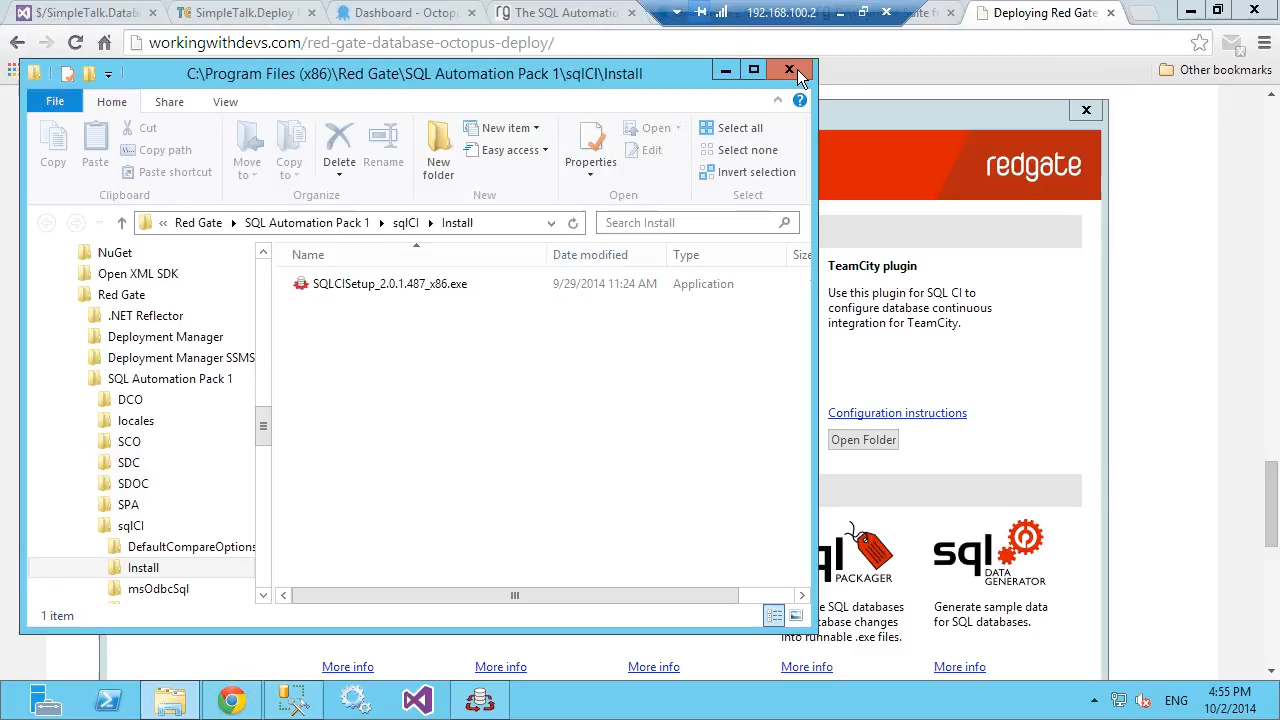 $/SimpleTalk.Datab
SimpleTalk.Deploy (
Dashboard - Octopus
The SQL Automation
192.168.100.2
Suite for
Deploying Red Gate
workingwithdevs.com/red-gate-database-octopus-deploy/
Other bookmarks
C:\Program Files (x86)\Red Gate\SQL Automation Pack 1\sqlCI\Install
File
Home
Share
View
Copy
Paste
Cut
Copy path
Paste shortcut
Clipboard
Move to
Copy to
Delete
Rename
Organize
New folder
New item
Easy access
New
Properties
Open
Edit
Open
Select all
Select none
Invert selection
Select
« Red Gate
SQL Automation Pack 1
sqlCI
Install
Search Install
Name
Date modified
Type
Size
SQLCISetup_2.0.1.487_x86.exe
9/29/2014 11:24 AM
Application
NuGet
Open XML SDK
Red Gate
.NET Reflector
Deployment Manager
Deployment Manager SSMS
SQL Automation Pack 1
DCO
locales
SCO
SDC
SDOC
SPA
sqlCI
DefaultCompareOptions
Install
msOdbcSql
1 item
redgate
TeamCity plugin
Use this plugin for SQL CI to
configure database continuous
integration for TeamCity.
Configuration instructions
Open Folder
sql
PACKAGER
sql
DATA
GENERATOR
SQL databases
database changes
into runnable .exe files.
Generate sample data
for SQL databases.
More info
More info
More info
More info
More info
ENG
4:55 PM
10/2/2014